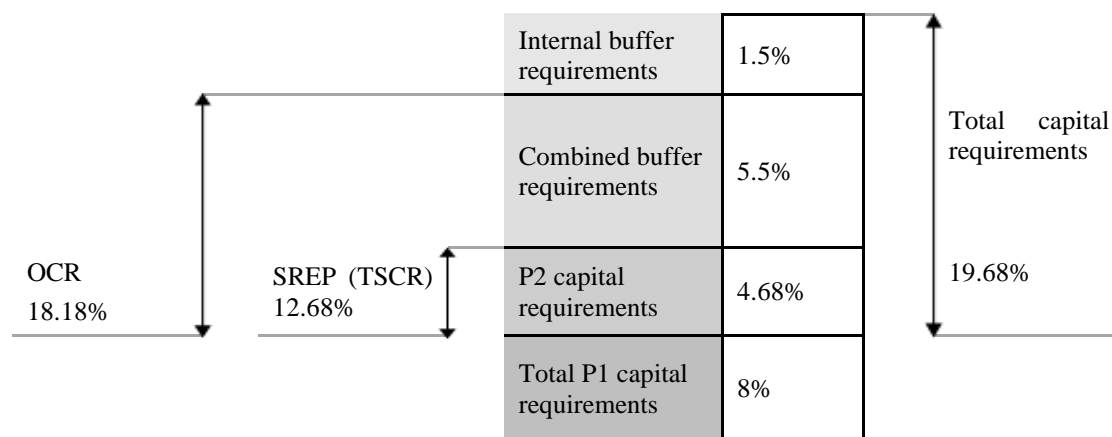 Internal buffer
requirements
1.5%
Total capital
requirements
Combined buffer
requirements
5.5%
OCR
18.18%
SREP (TSCR)
12.68%
P2 capital
requirements
4.68%
19.68%
Total P1 capital
requirements
8%